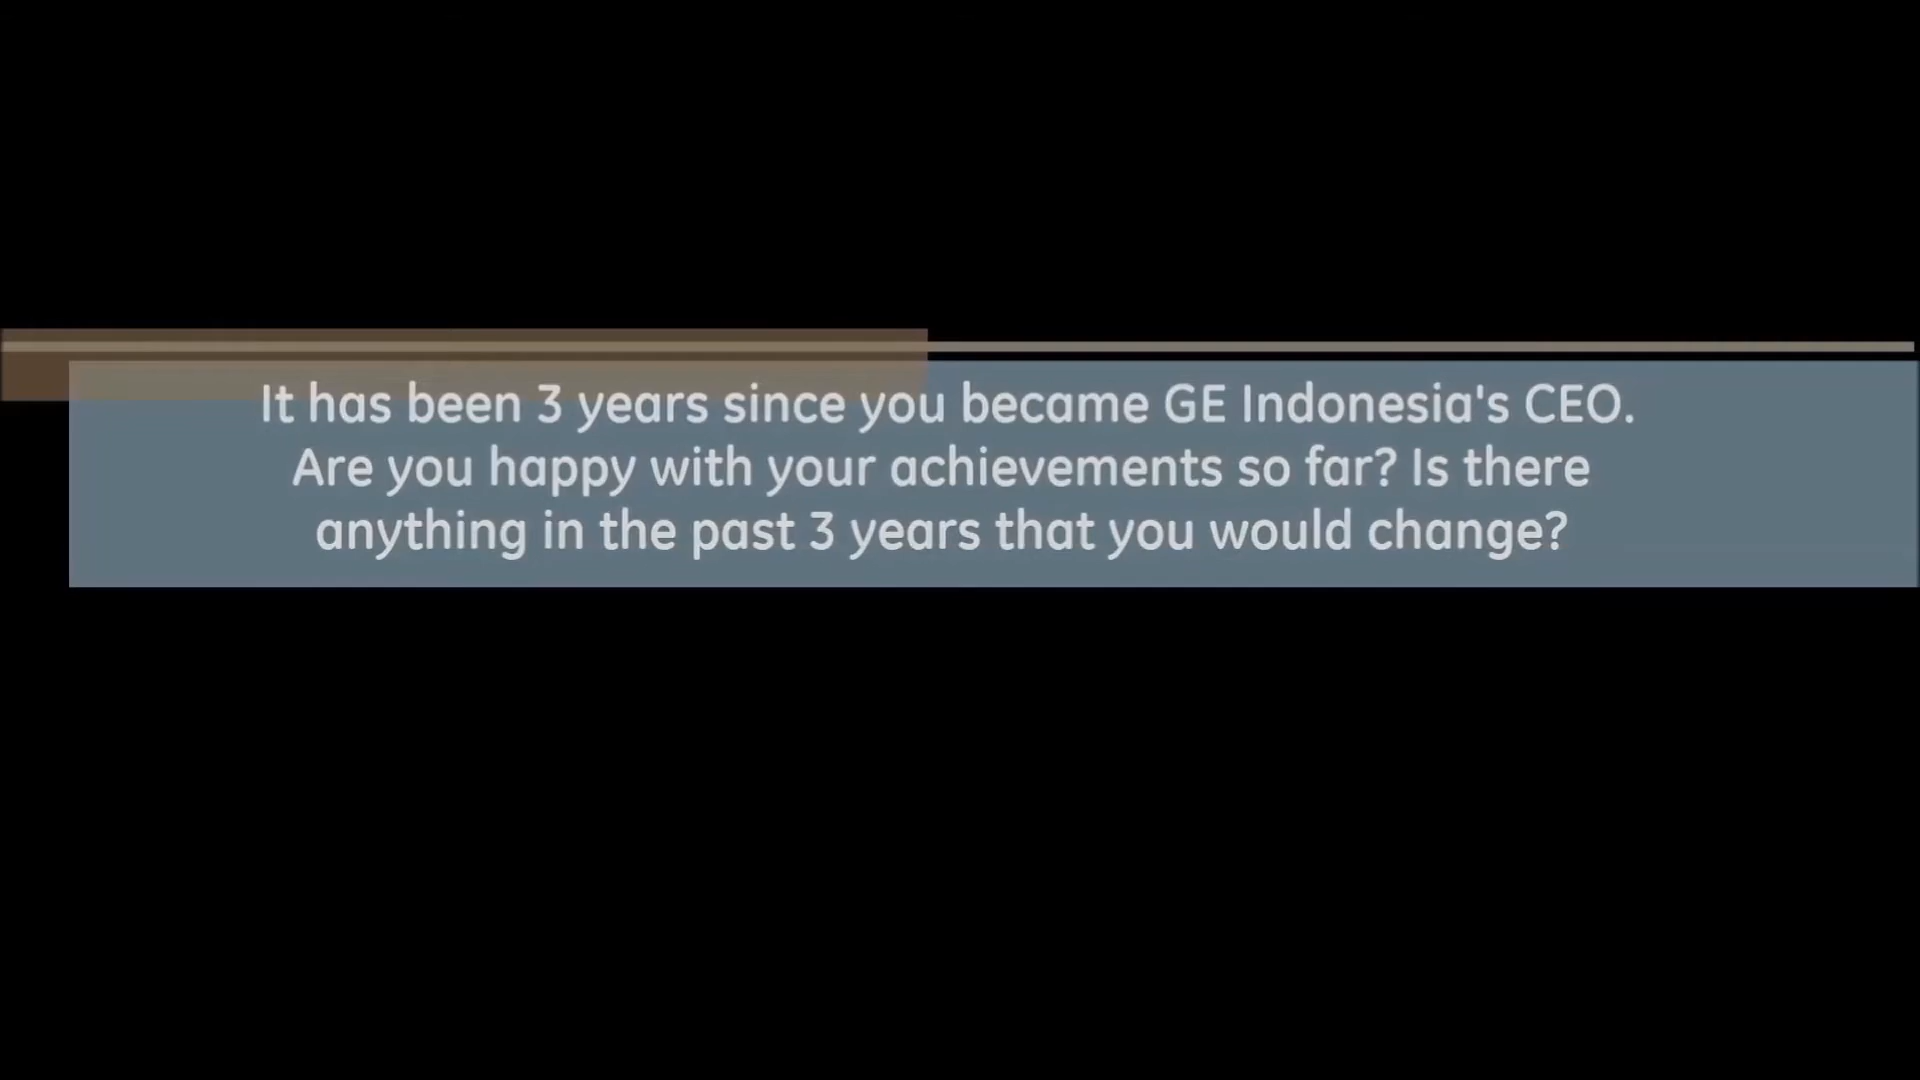 It has been 3 years since you became GE Indonesia's CEO.
Are you happy with your achievements so far? Is there
anything in the past 3 years that you would change?